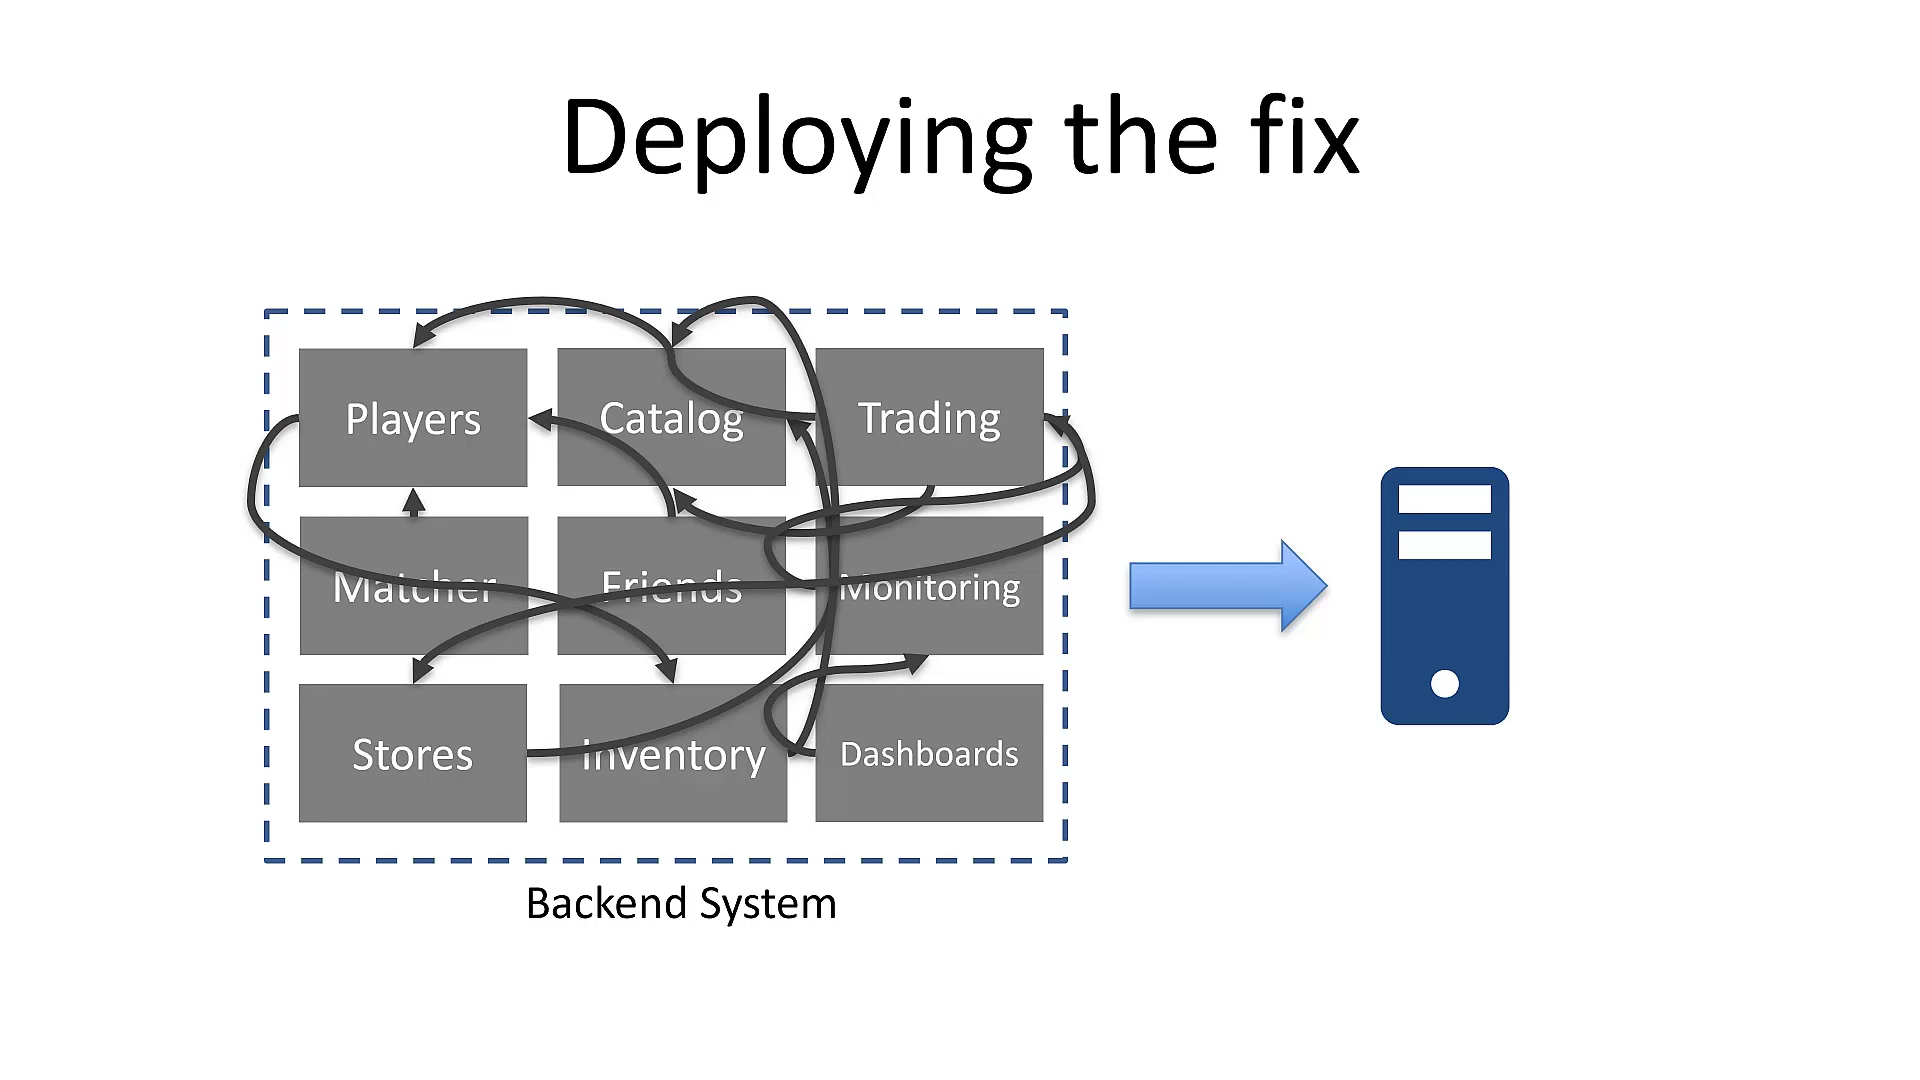 Deploying the fix
Players
Catalog
Trading
Matcher
Friends
Monitoring
Stores
Inventory
Dashboards
Backend System